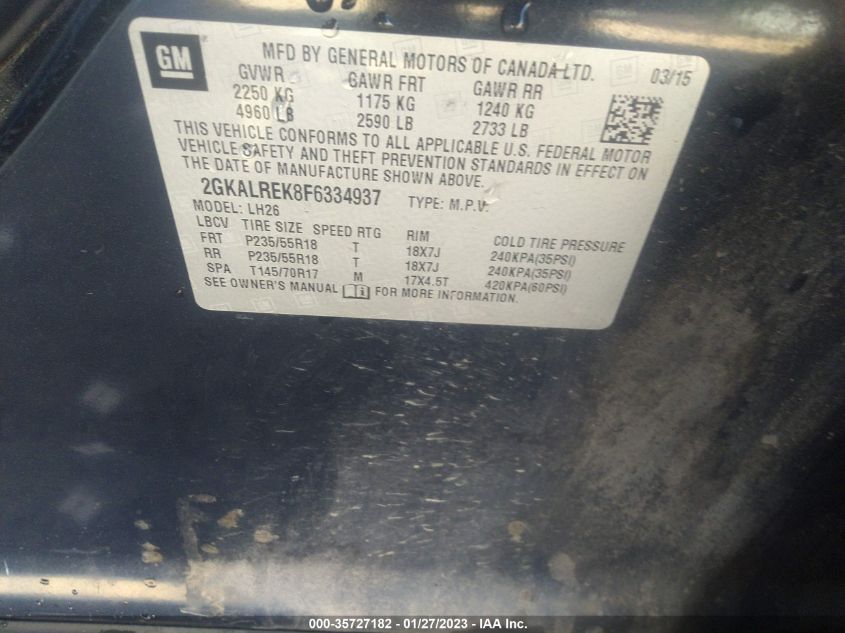 GM
MFD BY GENERAL MOTORS OF CANADA LTD. 03/15
GVWR GAWR FRT GAWR RR
2250 KG 1175 KG 1240 KG
4960 LB 2590 LB 2733 LB
THIS VEHICLE CONFORMS TO ALL APPLICABLE U.S. FEDERAL MOTOR
VEHICLE SAFETY AND THEFT PREVENTION STANDARDS IN EFFECT ON
THE DATE OF MANUFACTURE SHOWN ABOVE.
2GKALREK8F6334937 TYPE: M.P.V.
MODEL: LH26
LBCV TIRE SIZE SPEED RTG RIM COLD TIRE PRESSURE
FRT P235/55R18 T 18X7J 240KPA(35PSI)
RR P235/55R18 T 18X7J 240KPA(35PSI)
SPA T145/70R17 M 17X4.5T 420KPA(60PSI)
SEE OWNER'S MANUAL FOR MORE INFORMATION.
000-35727182 / 01/27/2023 - IAA Inc.